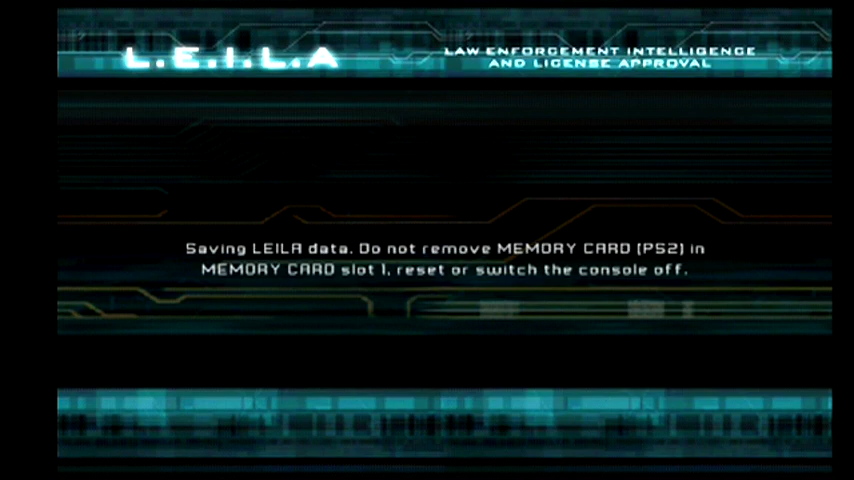 L.E.I.L.A
LAW ENFORCEMENT INTELLIGENCE
AND LICENSE APPROVAL
Saving LEILA data. Do not remove MEMORY CARD (PS2) in
MEMORY CARD slot 1, reset or switch the console off.